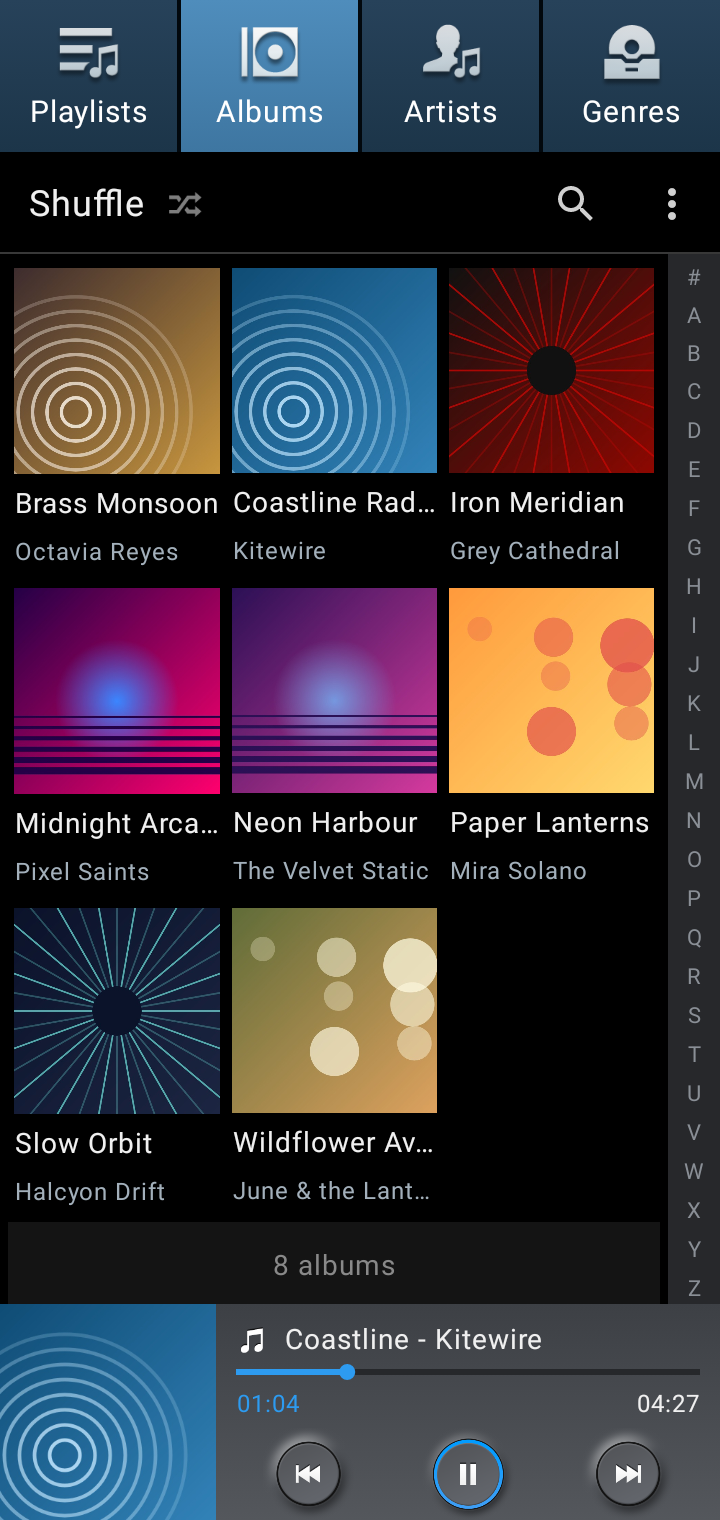 Playlists Albums Artists Genres
Shuffle
Brass Monsoon Coastline Rad… Iron Meridian
Octavia Reyes Kitewire Grey Cathedral
Midnight Arca… Neon Harbour Paper Lanterns
Pixel Saints The Velvet Static Mira Solano
Slow Orbit Wildflower Av…
Halcyon Drift June & the Lant…
8 albums
#
A
B
C
D
E
F
G
H
I
J
K
L
M
N
O
P
Q
R
S
T
U
V
W
X
Y
Z
Coastline - Kitewire
01:04 04:27